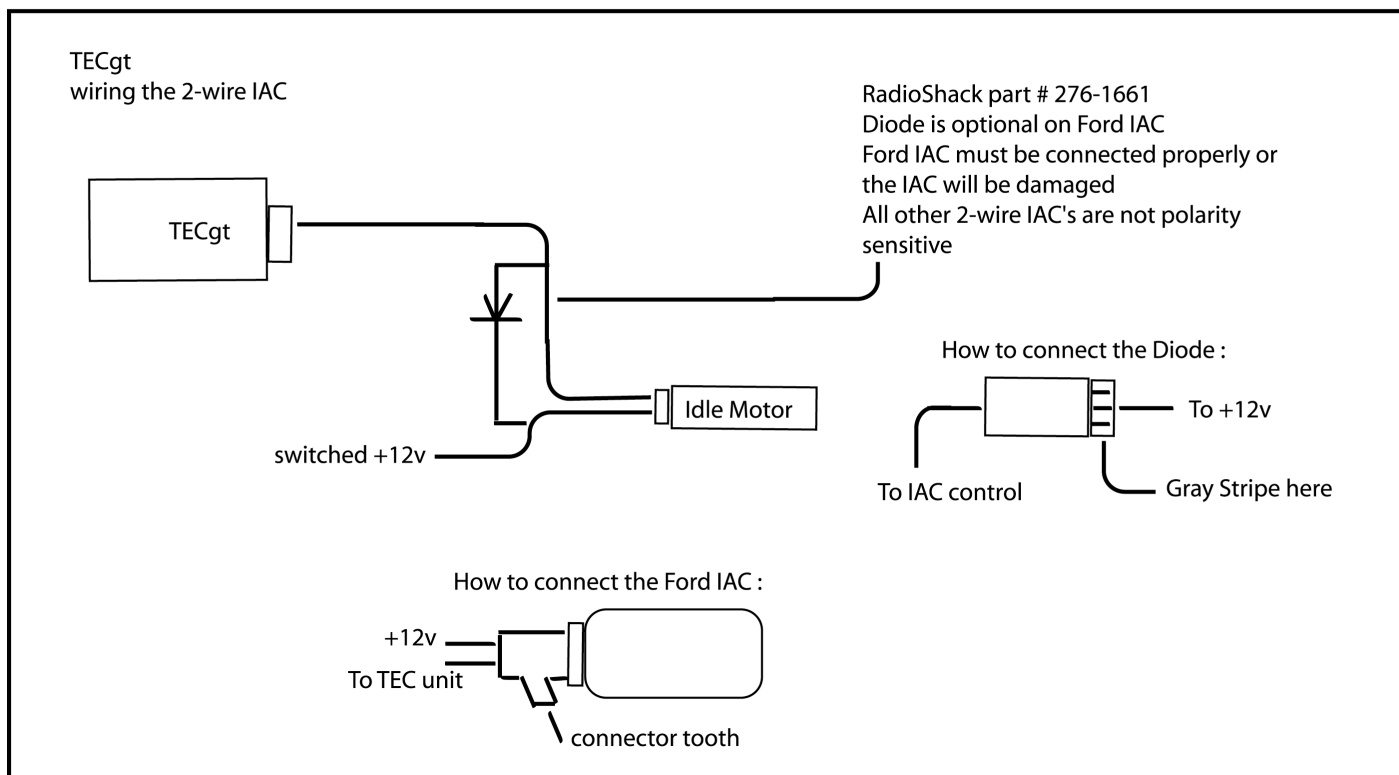 TECgt
wiring the 2-wire IAC
RadioShack part # 276-1661
Diode is optional on Ford IAC
Ford IAC must be connected properly or
the IAC will be damaged
All other 2-wire IAC's are not polarity
sensitive
TECgt
How to connect the Diode :
Idle Motor
To +12v
switched +12v
To IAC control
Gray Stripe here
How to connect the Ford IAC :
+12v
To TEC unit
connector tooth